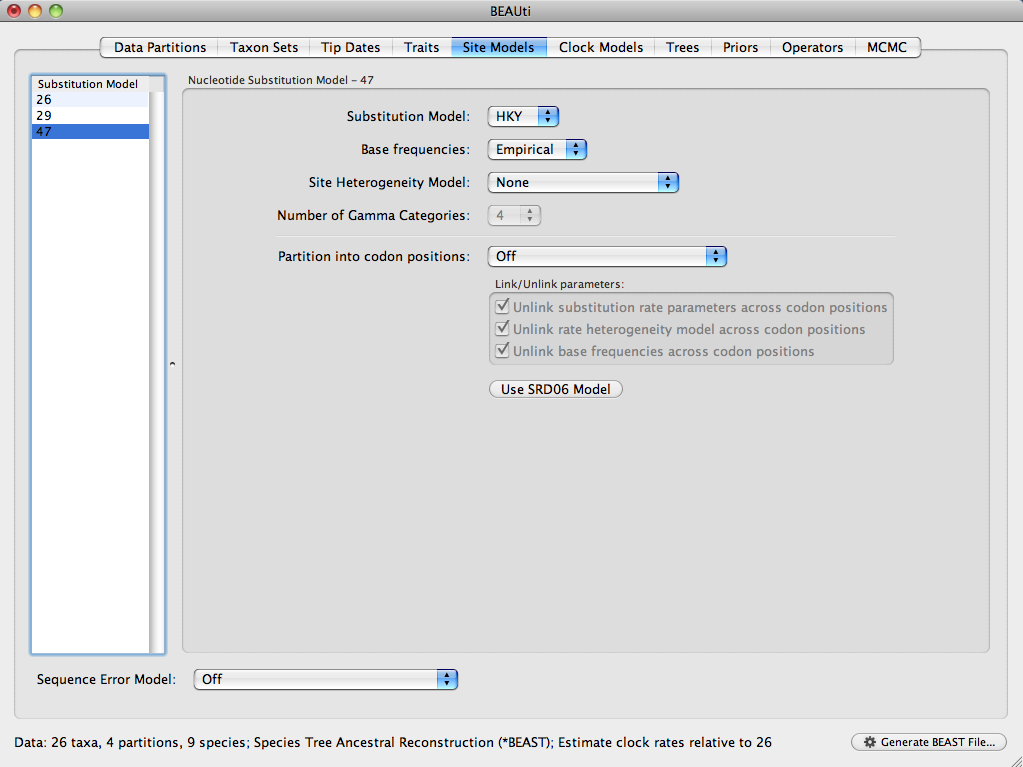 BEAUti
Data Partitions Taxon Sets Tip Dates Traits Site Models Clock Models Trees Priors Operators MCMC
Substitution Model
26
29
47
Nucleotide Substitution Model - 47
Substitution Model: HKY
Base frequencies: Empirical
Site Heterogeneity Model: None
Number of Gamma Categories: 4
Partition into codon positions: Off
Link/Unlink parameters:
Unlink substitution rate parameters across codon positions
Unlink rate heterogeneity model across codon positions
Unlink base frequencies across codon positions
Use SRD06 Model
Sequence Error Model: Off
Data: 26 taxa, 4 partitions, 9 species; Species Tree Ancestral Reconstruction (*BEAST); Estimate clock rates relative to 26
Generate BEAST File...